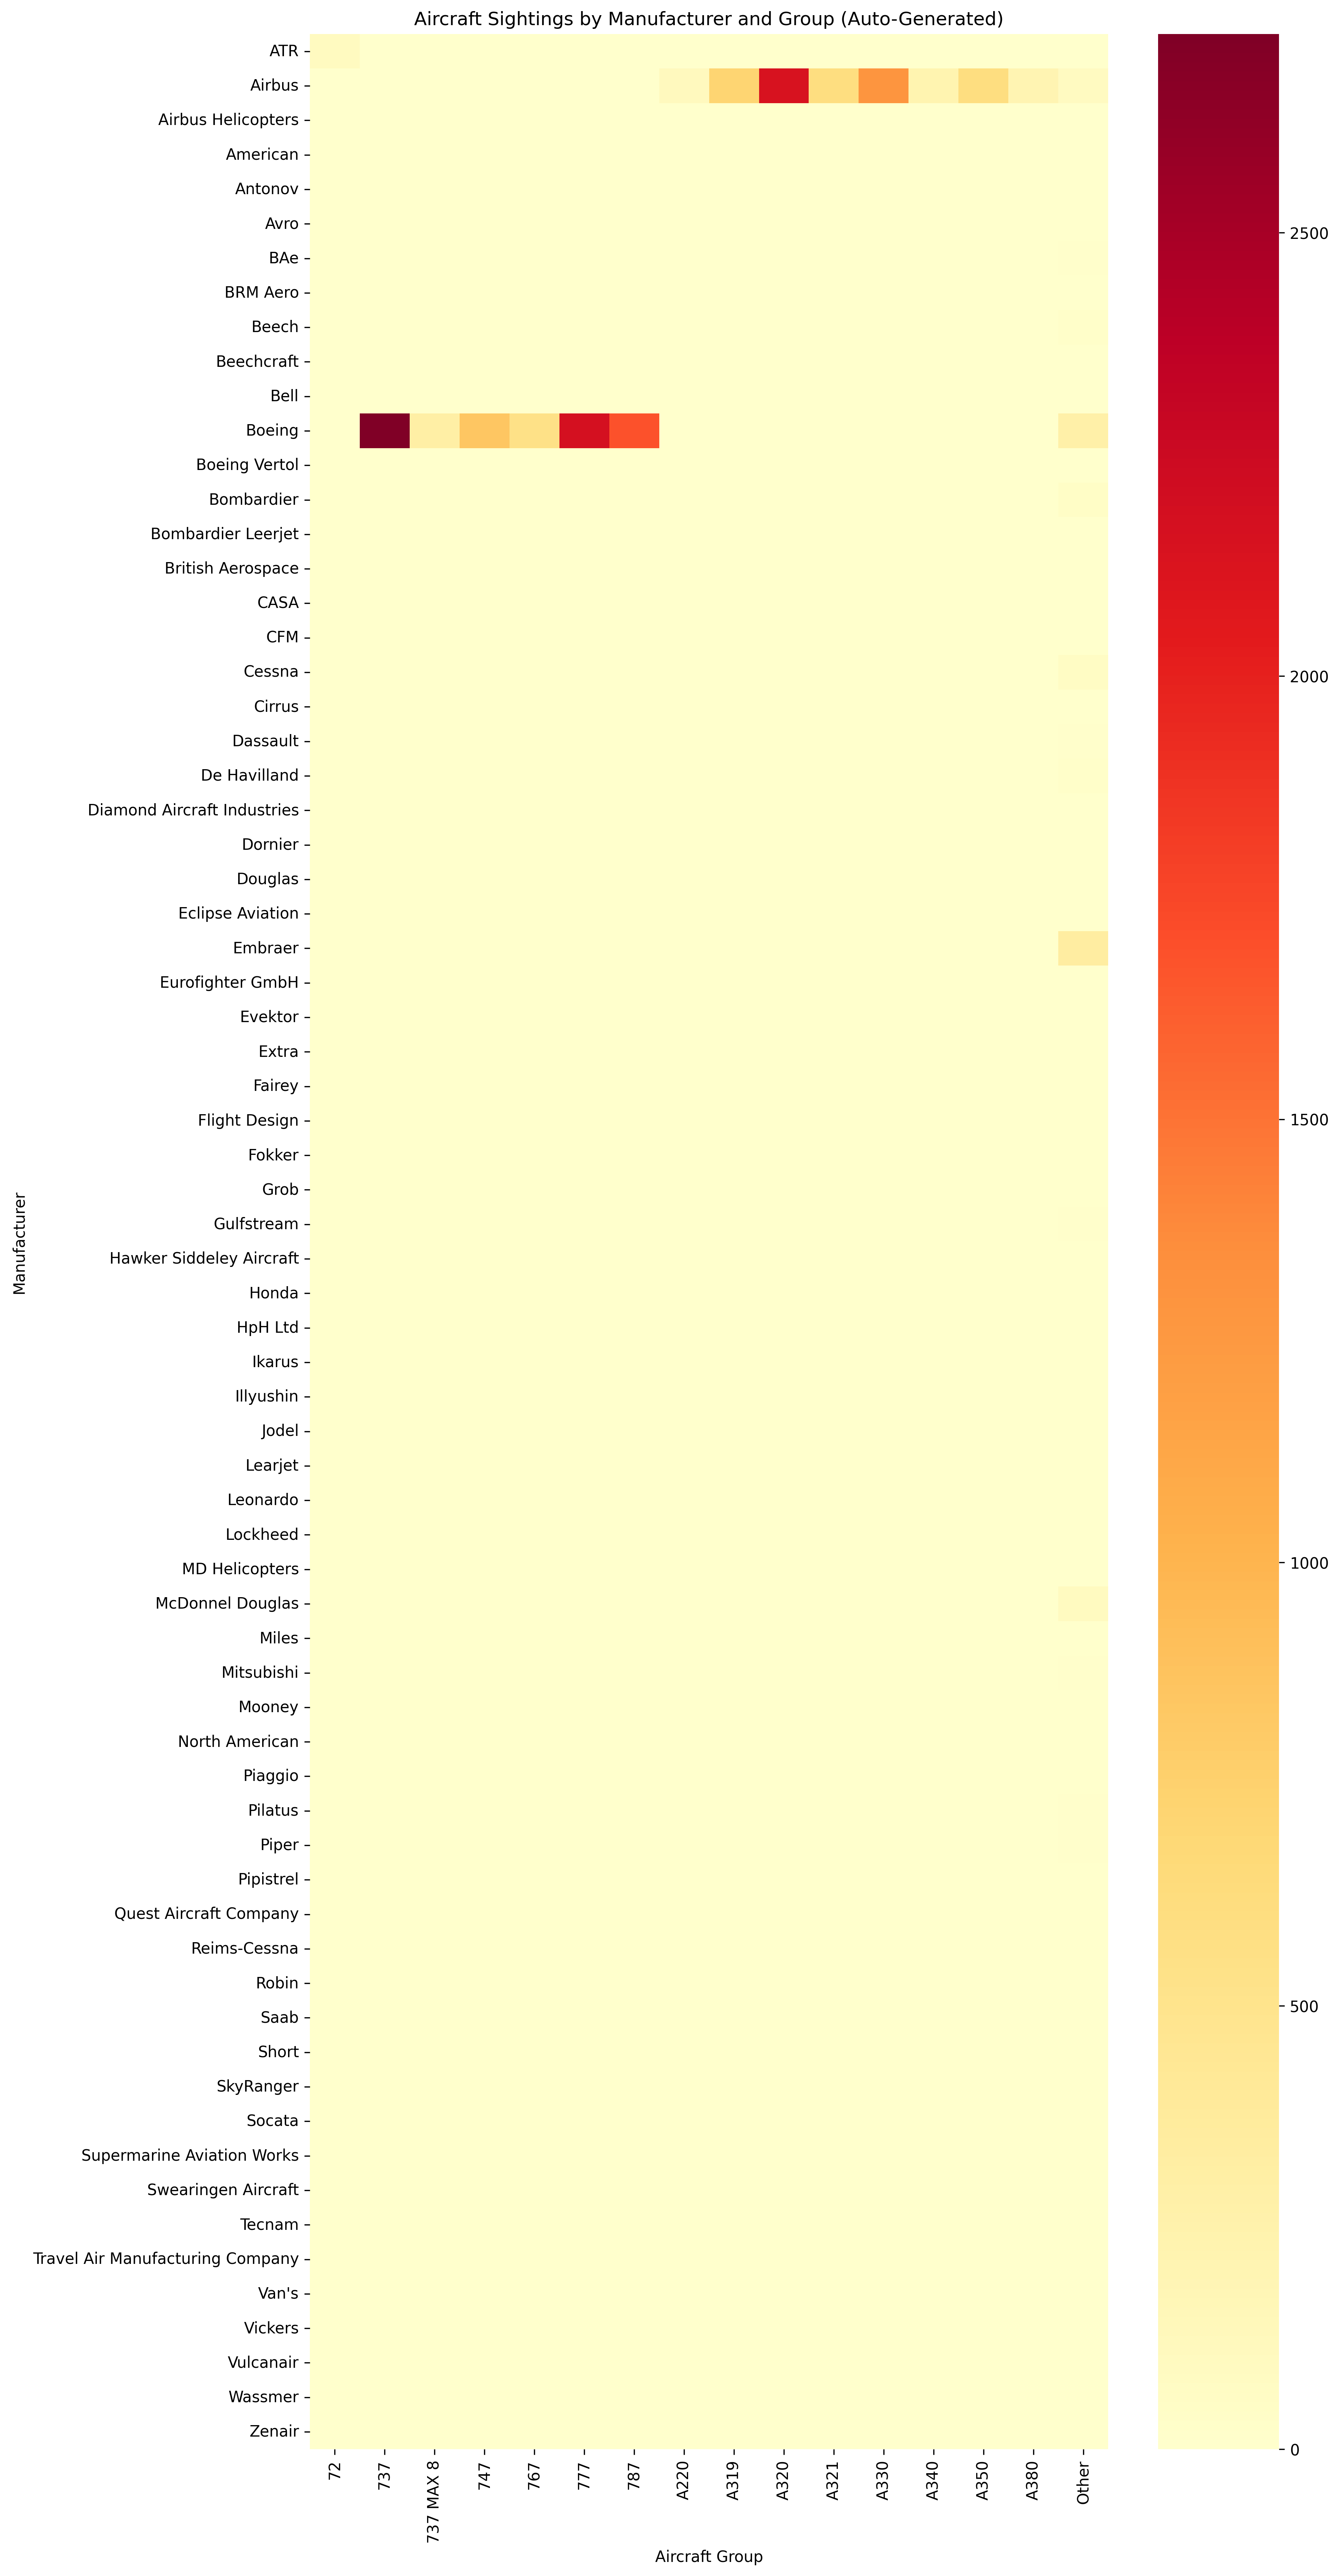 Aircraft Sightings by Manufacturer and Group (Auto-Generated)
ATR
Airbus
Airbus Helicopters
American
Antonov
Avro
BAe
BRM Aero
Beech
Beechcraft
Bell
Boeing
Boeing Vertol
Bombardier
Bombardier Leerjet
British Aerospace
CASA
CFM
Cessna
Cirrus
Dassault
De Havilland
Diamond Aircraft Industries
Dornier
Douglas
Eclipse Aviation
Embraer
Eurofighter GmbH
Evektor
Extra
Fairey
Flight Design
Fokker
Grob
Gulfstream
Hawker Siddeley Aircraft
Honda
HpH Ltd
Ikarus
Illyushin
Jodel
Learjet
Leonardo
Lockheed
MD Helicopters
McDonnel Douglas
Miles
Mitsubishi
Mooney
North American
Piaggio
Pilatus
Piper
Pipistrel
Quest Aircraft Company
Reims-Cessna
Robin
Saab
Short
SkyRanger
Socata
Supermarine Aviation Works
Swearingen Aircraft
Tecnam
Travel Air Manufacturing Company
Van's
Vickers
Vulcanair
Wassmer
Zenair
Manufacturer
72
737
737 MAX 8
747
767
777
787
A220
A319
A320
A321
A330
A340
A350
A380
Other
Aircraft Group
2500
2000
1500
1000
500
0